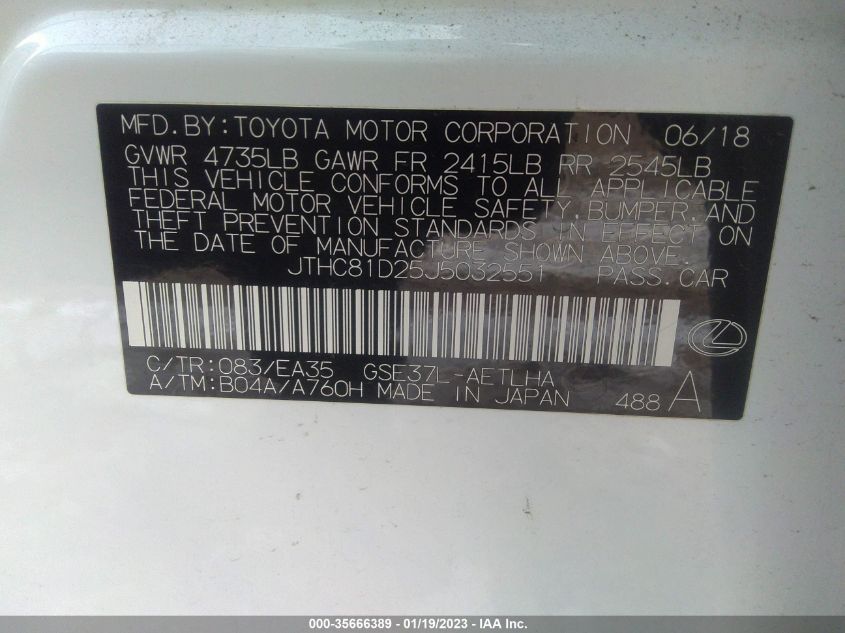 MFD.BY:TOYOTA MOTOR CORPORATION 06/18
GVWR 4735LB GAWR FR 2415LB RR 2545LB
THIS VEHICLE CONFORMS TO ALL APPLICABLE
FEDERAL MOTOR VEHICLE SAFETY,BUMPER,AND
THEFT PREVENTION STANDARDS IN EFFECT ON
THE DATE OF MANUFACTURE SHOWN ABOVE.
JTHC81D25J5032551 PASS.CAR
C/TR:083/EA35 GSE37L-AETLHA
A/TM:B04A/A760H MADE IN JAPAN 488 A
000-35666389 - 01/19/2023 - IAA Inc.